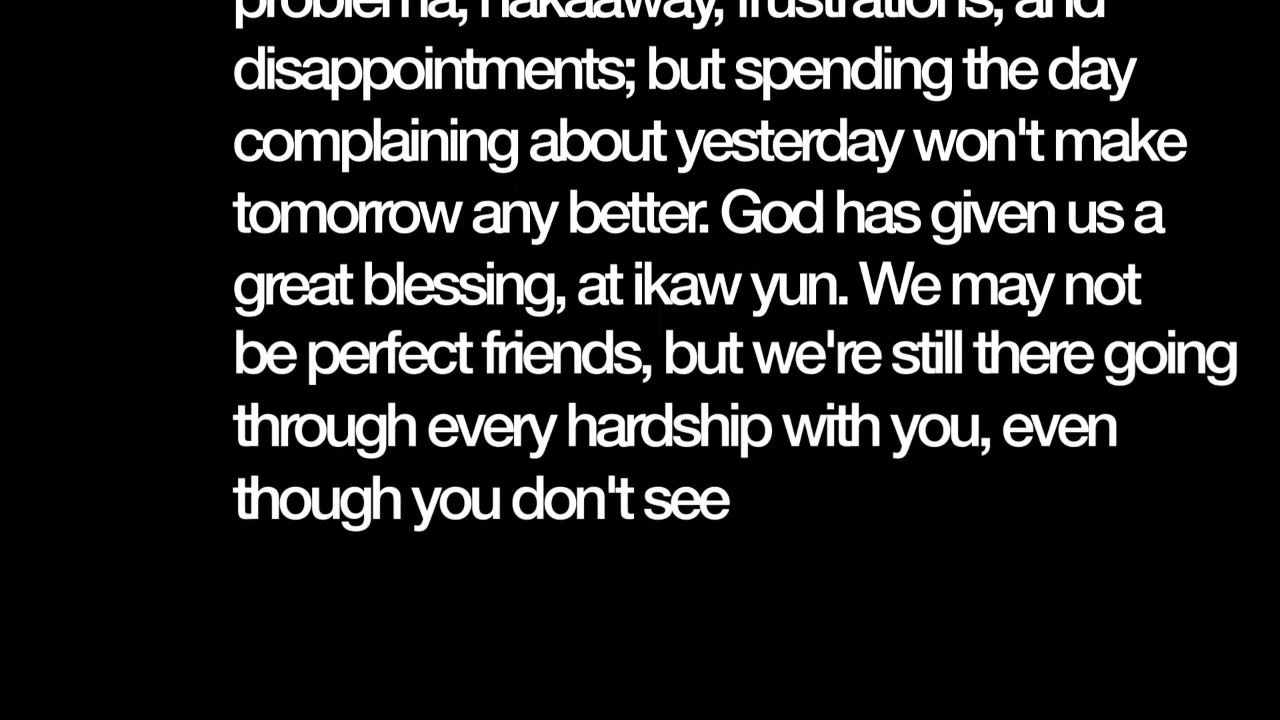 problema, nakaaway, frustrations, and
disappointments; but spending the day
complaining about yesterday won't make
tomorrow any better. God has given us a
great blessing, at ikaw yun. We may not
be perfect friends, but we're still there going
through every hardship with you, even
though you don't see